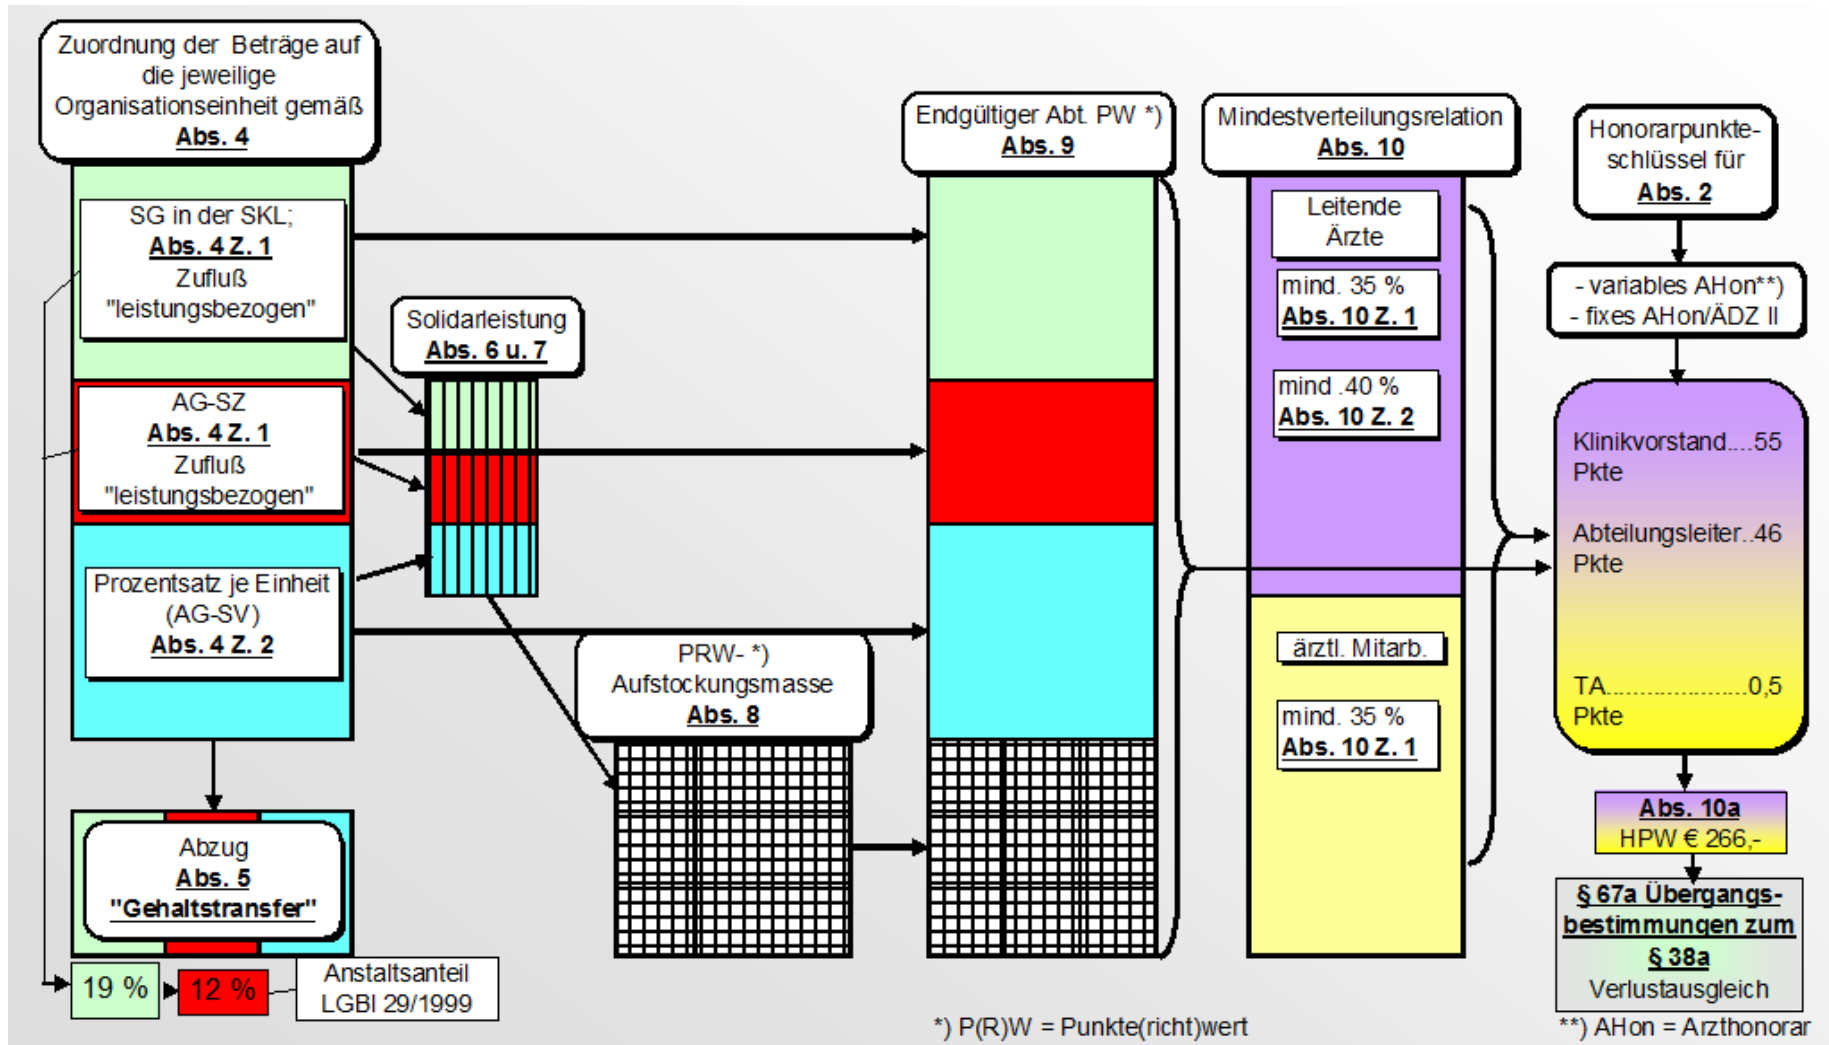 Zuordnung der Beträge auf
die jeweilige
Organisationseinheit gemäß
Abs. 4
SG in der SKL;
Abs. 4 Z. 1
Zufluß
"leistungsbezogen"
AG-SZ
Abs. 4 Z. 1
Zufluß
"leistungsbezogen"
Prozentsatz je Einheit
(AG-SV)
Abs. 4 Z. 2
Abzug
Abs. 5
"Gehaltstransfer"
19 %
12 %
Anstaltsanteil
LGBl 29/1999
Solidarleistung
Abs. 6 u. 7
PRW- *)
Aufstockungsmasse
Abs. 8
Endgültiger Abt. PW *)
Abs. 9
Mindestverteilungsrelation
Abs. 10
Leitende
Ärzte
mind. 35 %
Abs. 10 Z. 1
mind .40 %
Abs. 10 Z. 2
ärztl. Mitarb.
mind. 35 %
Abs. 10 Z. 1
Honorarpunkte-
schlüssel für
Abs. 2
- variables AHon**)
- fixes AHon/ÄDZ II
Klinikvorstand....55
Pkte
Abteilungsleiter..46
Pkte
TA.....................0,5
Pkte
Abs. 10a
HPW € 266,-
§ 67a Übergangs-
bestimmungen zum
§ 38a
Verlustausgleich
*) P(R)W = Punkte(richt)wert
**) AHon = Arzthonorar